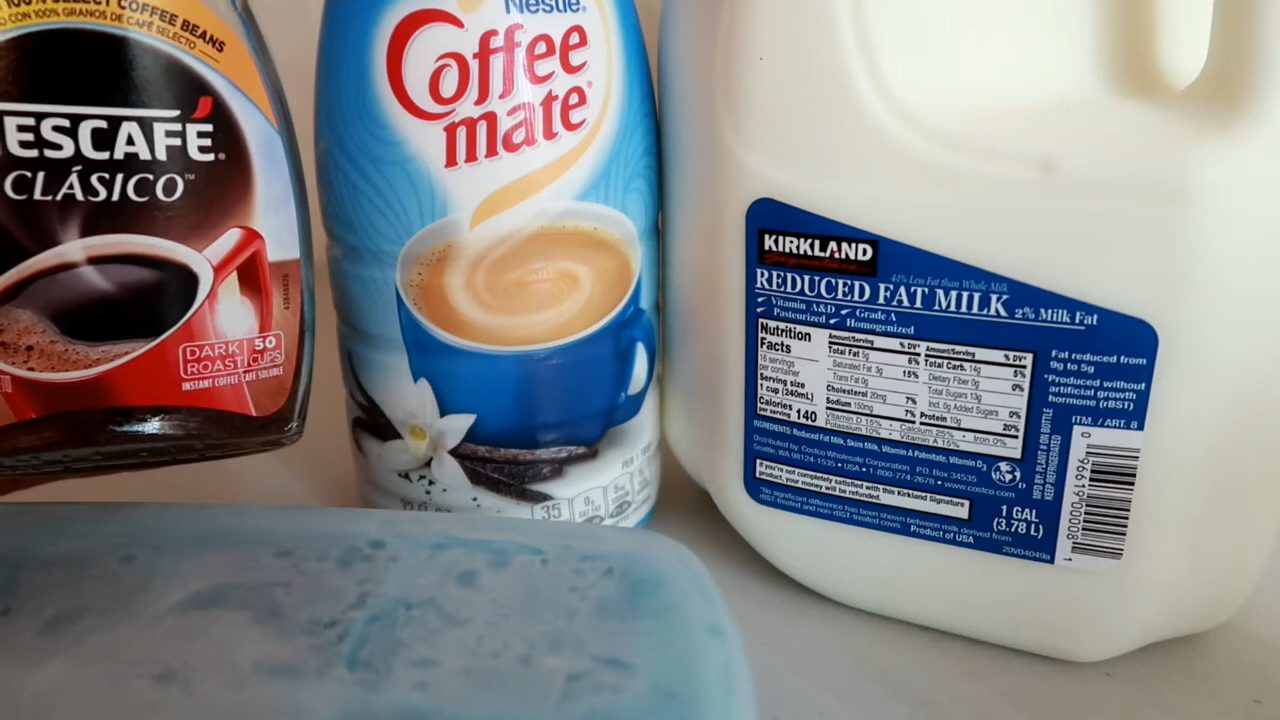 100% SELECT COFFEE BEANS
CON 100% GRANOS DE CAFÉ SELECTO
ESCAFÉ
CLÁSICO™
DARK ROAST
50 CUPS
INSTANT COFFEE-CAFÉ SOLUBLE
Nestlé®
Coffee
mate®
35
KIRKLAND
Signature
44% Less Fat than Whole Milk
REDUCED FAT MILK 2% Milk Fat
✓ Vitamin A&D ✓ Grade A
✓ Pasteurized ✓ Homogenized
Nutrition
Facts
16 servings
per container
Serving size
1 cup (240mL)
Calories
per serving 140
Amount/Serving % DV*
Total Fat 5g 6%
Saturated Fat 3g 15%
Trans Fat 0g
Cholesterol 20mg 7%
Sodium 150mg 7%
Amount/Serving % DV*
Total Carb. 14g 5%
Dietary Fiber 0g 0%
Total Sugars 13g
Incl. 0g Added Sugars 0%
Protein 10g 20%
Vitamin D 15% • Calcium 25% • Iron 0%
Potassium 10% • Vitamin A 15%
INGREDIENTS: Reduced Fat Milk, Skim Milk, Vitamin A Palmitate, Vitamin D3
Distributed by: Costco Wholesale Corporation P.O. Box 34535
Seattle, WA 98124-1535 • USA • 1-800-774-2678 • www.costco.com
If you're not completely satisfied with this Kirkland Signature
product, your money will be refunded.
*No significant difference has been shown between milk derived from
rBST-treated and non-rBST-treated cows.
Product of USA
Fat reduced from
9g to 5g
*Produced without
artificial growth
hormone (rBST)
MFD BY: PLANT # ON BOTTLE
KEEP REFRIGERATED
ITM. / ART. 8
1 GAL
(3.78 L)
20V04049a